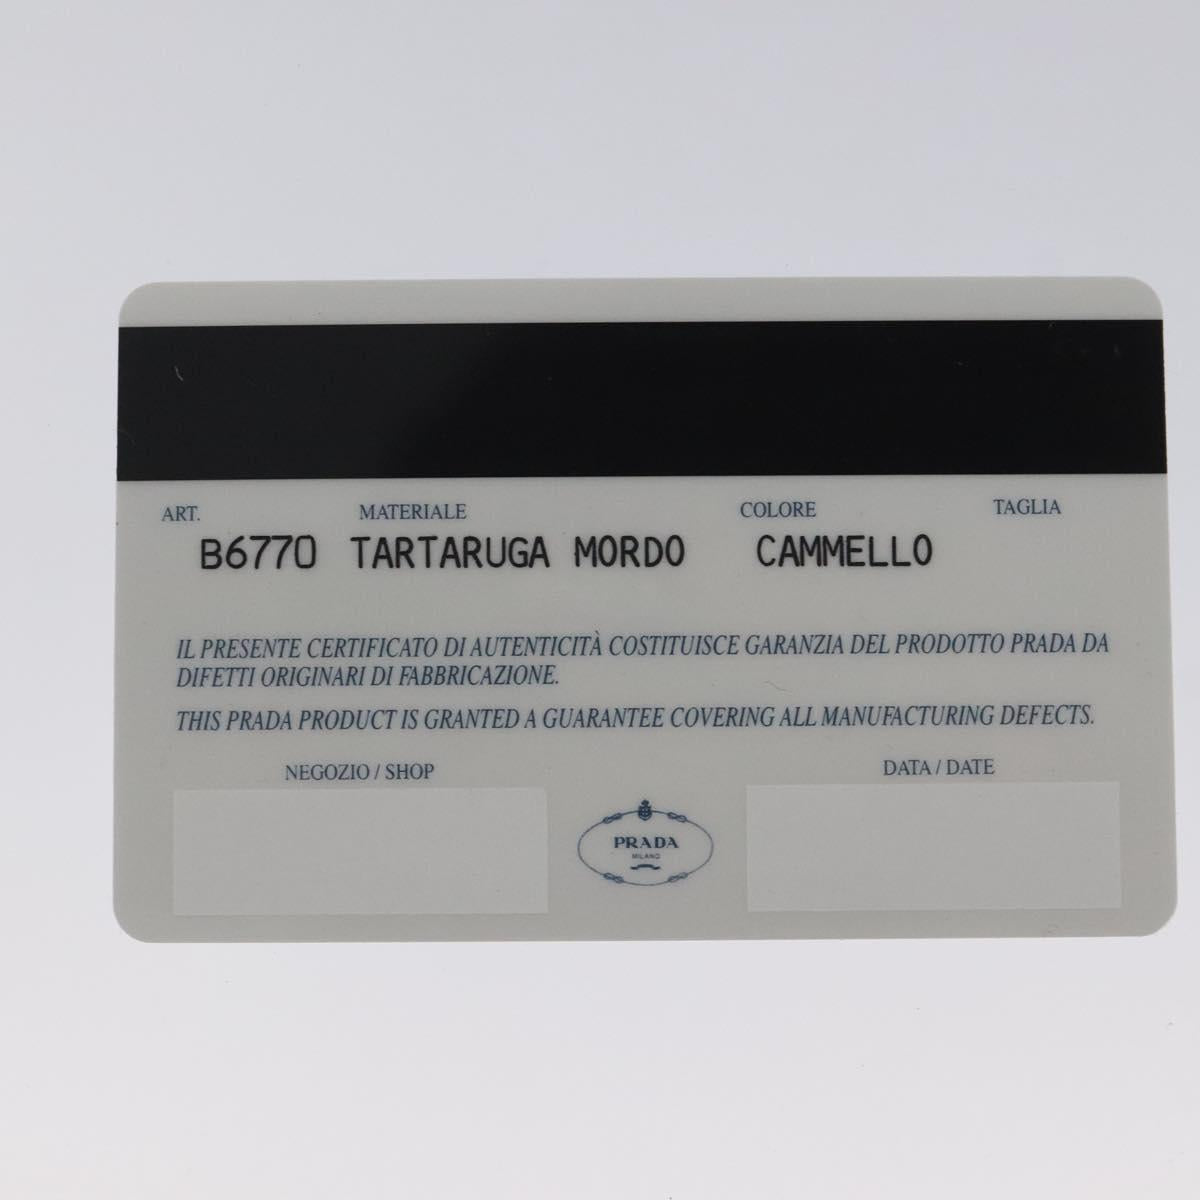 ART. MATERIALE COLORE TAGLIA
B6770 TARTARUGA MORDO CAMMELLO
IL PRESENTE CERTIFICATO DI AUTENTICITÀ COSTITUISCE GARANZIA DEL PRODOTTO PRADA DA
DIFETTI ORIGINARI DI FABBRICAZIONE.
THIS PRADA PRODUCT IS GRANTED A GUARANTEE COVERING ALL MANUFACTURING DEFECTS.
NEGOZIO / SHOP DATA / DATE
PRADA
MILANO